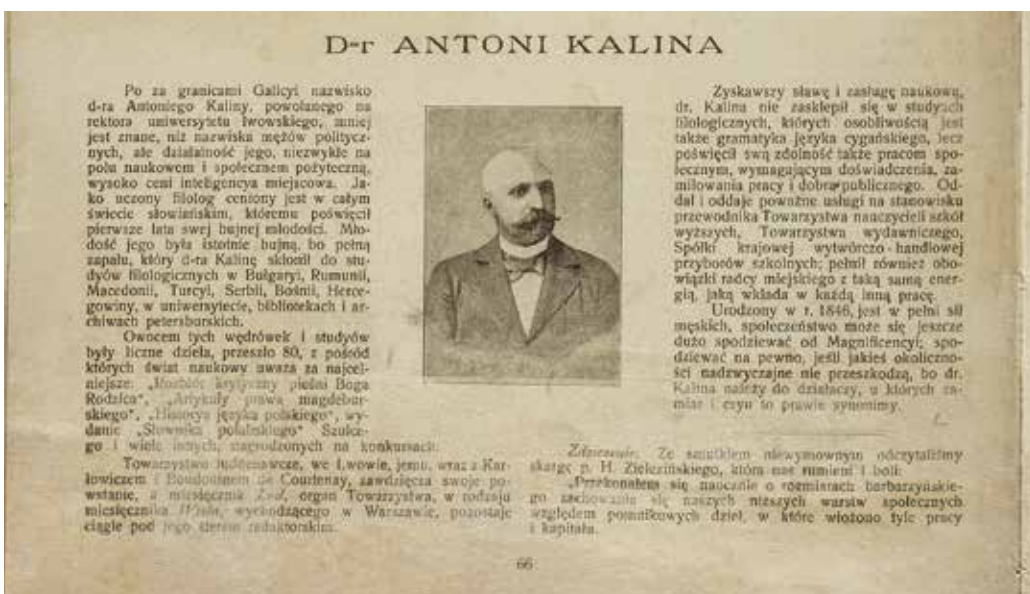 D-r ANTONI KALINA
Po za granicami Galicyi nazwisko
d-ra Antoniego Kaliny, powołanego na
rektora uniwersytetu lwowskiego, mniej
jest znane, niż nazwiska mężów politycz-
nych, ale działalność jego, niezwykle na
polu naukowem i społecznem pożyteczną,
wysoko ceni inteligencya miejscowa. Ja-
ko uczony filolog ceniony jest w całym
świecie słowiańskim, któremu poświęcił
pierwsze lata swej bujnej młodości. Mło-
dość jego była istotnie bujną, bo pełną
zapału, który d-ra Kalinę skłonił do stu-
dyów filologicznych w Bułgaryi, Rumunii,
Macedonii, Turcyi, Serbii, Bośnii, Herce-
gowiny, w uniwersytecie, bibliotekach i ar-
chiwach petersburskich.
Owocem tych wędrówek i studyów
były liczne dzieła, przeszło 80, z pośród
których świat naukowy uważa za najcel-
niejsze: „Rozbiór krytyczny pieśni Boga
Rodzica“, „Artykuły prawa magdebur-
skiego“, „Historya języka polskiego“, wy-
danie „Słownika połabskiego“ Szulce-
go i wiele innych, nagrodzonych na konkursach.
Towarzystwo ludoznawcze, we Lwowie, jemu, wraz z Kar-
łowiczem i Boudouinem de Courtenay, zawdzięcza swoje po-
wstanie, a miesięcznik Lud, organ Towarzystwa, w rodzaju
miesięcznika Wisła, wychodzącego w Warszawie, pozostaje
ciągle pod jego sterem redaktorskim.
Zyskawszy sławę i zasługę naukową,
dr. Kalina nie zasklepił się w studyach
filologicznych, których osobliwością jest
także gramatyka języka cygańskiego, lecz
poświęcił swą zdolność także pracom spo-
łecznym, wymagającym doświadczenia, za-
miłowania pracy i dobra publicznego. Od-
dał i oddaje poważne usługi na stanowisku
przewodnika Towarzystwa nauczycieli szkół
wyższych, Towarzystwa wydawniczego,
Spółki krajowej wytwórczo-handlowej
przyborów szkolnych; pełnił również obo-
wiązki radcy miejskiego z taką samą ener-
gią, jaką wkłada w każdą inną pracę.
Urodzony w r. 1846, jest w pełni sił
męskich, społeczeństwo może się jeszcze
dużo spodziewać od Magnificencyi; spo-
dziewać na pewno, jeśli jakieś okoliczno-
ści nadzwyczajne nie przeszkodzą, bo dr.
Kalina należy do działaczy, u których za-
miar i czyn to prawie synonimy.
Zdziczenie. Ze smutkiem niewymownym odczytaliśmy
skargę p. H. Zielezińskiego, która nas rumieni i boli:
„Przekonałem się naocznie o rozmiarach barbarzyńskie-
go zachowania się naszych niższych warstw społecznych
względem pomnikowych dzieł, w które włożono tyle pracy
i kapitału.
66